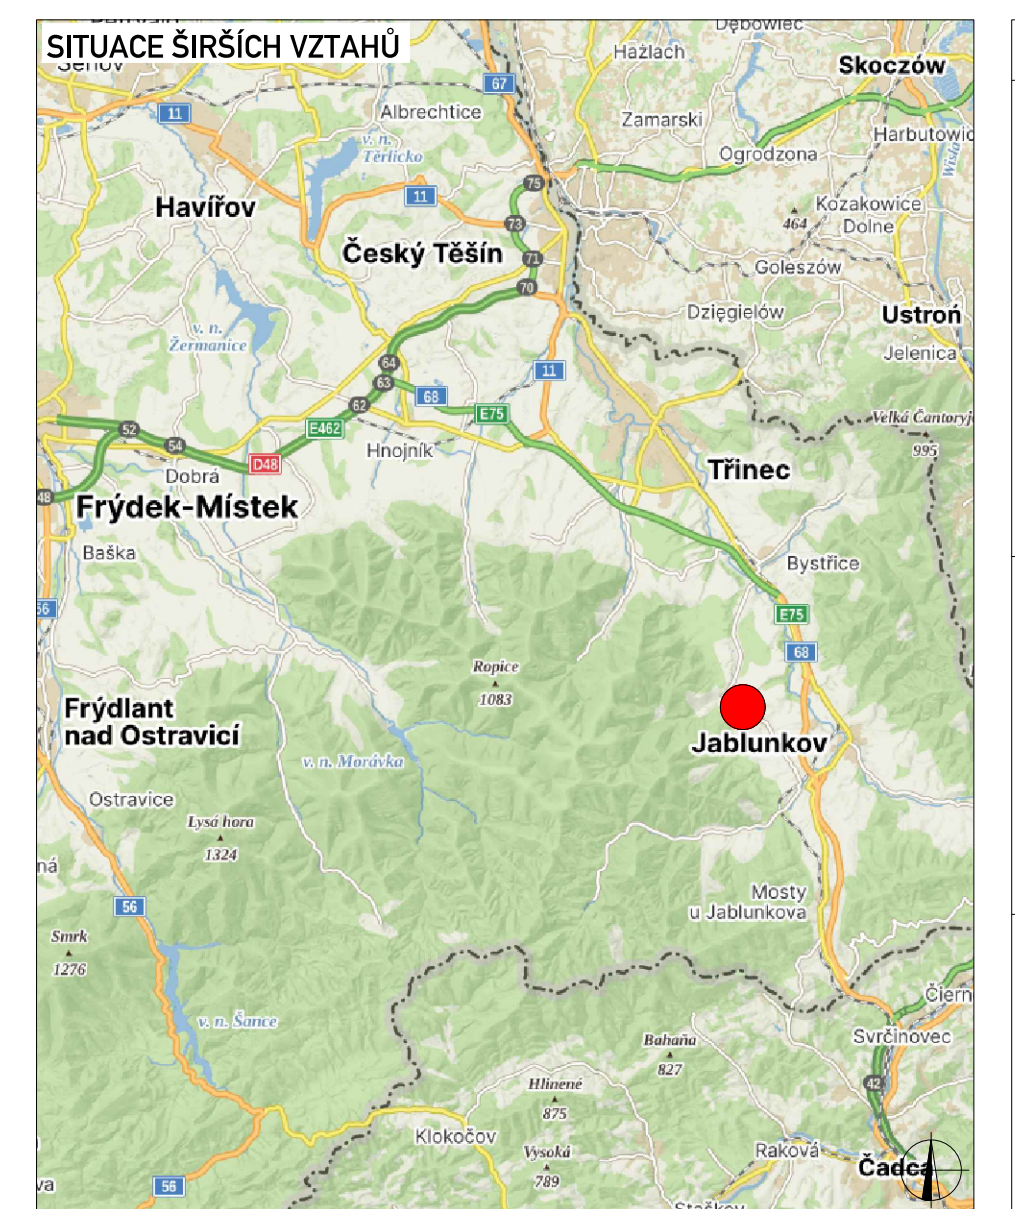 SITUACE ŠIRŠÍCH VZTAHŮ
Dębowiec
Hażlach
Skoczów
67
11
Albrechtice
Zamarski
Harbutowic
v. n.
Těrlicko
Ogrodzona
Wisła
75
11
Havířov
Kozakowice
Dolne
464
73
Český Těšín
71
Goleszów
70
v. n.
Žermanice
Dzięgielów
Ustroń
Jelenica
64
11
63
68
62
E75
Velká Čantoryj
995
52
E462
54
Hnojník
D48
Dobrá
Třinec
48
Frýdek-Místek
Baška
Bystřice
56
E75
68
Ropice
1083
Frýdlant
nad Ostravicí
Jablunkov
v. n. Morávka
Ostravice
Lysá hora
1324
ná
56
Mosty
u Jablunkova
Smrk
1276
Čiern
v. n. Šance
Svrčinovec
Bahaňa
827
Hlinené
875
42
Klokočov
Vysoká
789
Raková
Čadca
va
56